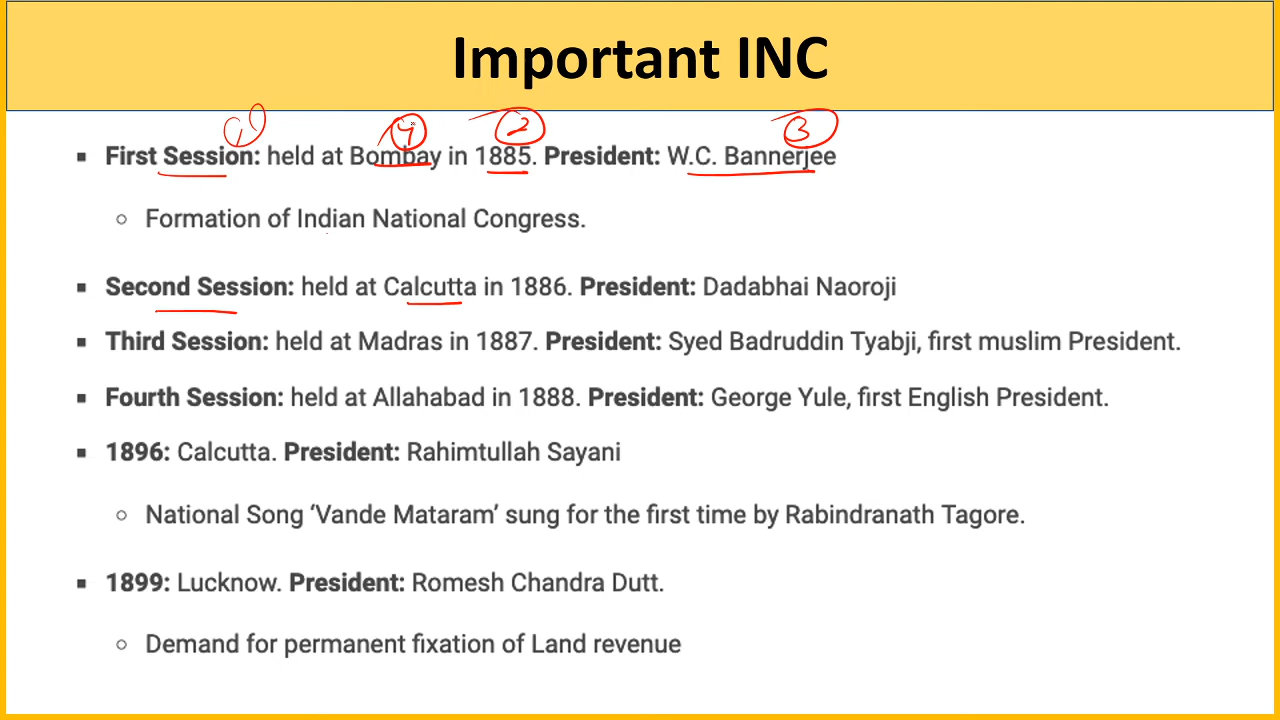 Important INC
① ④ ② ③
▪ First Session: held at Bombay in 1885. President: W.C. Bannerjee
○ Formation of Indian National Congress.
▪ Second Session: held at Calcutta in 1886. President: Dadabhai Naoroji
▪ Third Session: held at Madras in 1887. President: Syed Badruddin Tyabji, first muslim President.
▪ Fourth Session: held at Allahabad in 1888. President: George Yule, first English President.
▪ 1896: Calcutta. President: Rahimtullah Sayani
○ National Song ‘Vande Mataram’ sung for the first time by Rabindranath Tagore.
▪ 1899: Lucknow. President: Romesh Chandra Dutt.
○ Demand for permanent fixation of Land revenue